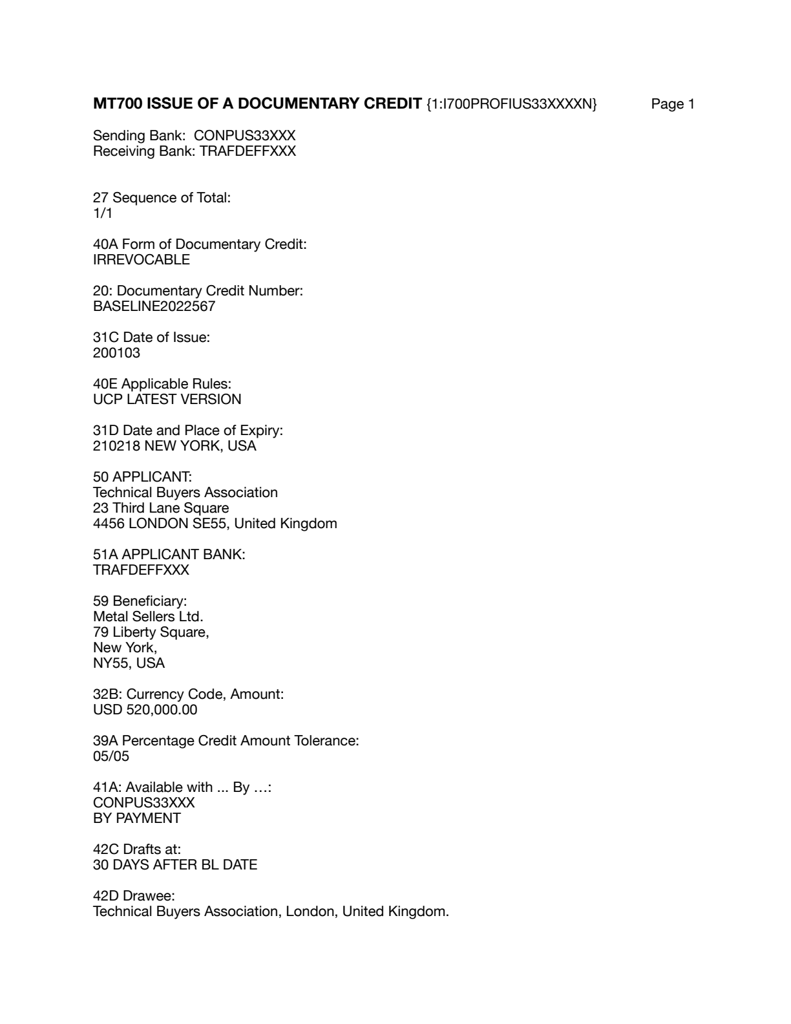 MT700 ISSUE OF A DOCUMENTARY CREDIT {1:I700PROFIUS33XXXXN} Page 1
Sending Bank: CONPUS33XXX
Receiving Bank: TRAFDEFFXXX
27 Sequence of Total:
1/1
40A Form of Documentary Credit:
IRREVOCABLE
20: Documentary Credit Number:
BASELINE2022567
31C Date of Issue:
200103
40E Applicable Rules:
UCP LATEST VERSION
31D Date and Place of Expiry:
210218 NEW YORK, USA
50 APPLICANT:
Technical Buyers Association
23 Third Lane Square
4456 LONDON SE55, United Kingdom
51A APPLICANT BANK:
TRAFDEFFXXX
59 Beneficiary:
Metal Sellers Ltd.
79 Liberty Square,
New York,
NY55, USA
32B: Currency Code, Amount:
USD 520,000.00
39A Percentage Credit Amount Tolerance:
05/05
41A: Available with ... By …:
CONPUS33XXX
BY PAYMENT
42C Drafts at:
30 DAYS AFTER BL DATE
42D Drawee:
Technical Buyers Association, London, United Kingdom.